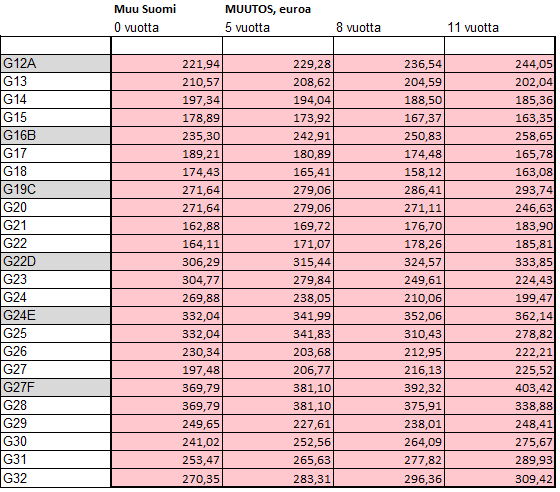 Muu Suomi MUUTOS, euroa
0 vuotta 5 vuotta 8 vuotta 11 vuotta
G12A 221,94 229,28 236,54 244,05
G13 210,57 208,62 204,59 202,04
G14 197,34 194,04 188,50 185,36
G15 178,89 173,92 167,37 163,35
G16B 235,30 242,91 250,83 258,65
G17 189,21 180,89 174,48 165,78
G18 174,43 165,41 158,12 163,08
G19C 271,64 279,06 286,41 293,74
G20 271,64 279,06 271,11 246,63
G21 162,88 169,72 176,70 183,90
G22 164,11 171,07 178,26 185,81
G22D 306,29 315,44 324,57 333,85
G23 304,77 279,84 249,61 224,43
G24 269,88 238,05 210,06 199,47
G24E 332,04 341,99 352,06 362,14
G25 332,04 341,83 310,43 278,82
G26 230,34 203,68 212,95 222,21
G27 197,48 206,77 216,13 225,52
G27F 369,79 381,10 392,32 403,42
G28 369,79 381,10 375,91 338,88
G29 249,65 227,61 238,01 248,41
G30 241,02 252,56 264,09 275,67
G31 253,47 265,63 277,82 289,93
G32 270,35 283,31 296,36 309,42